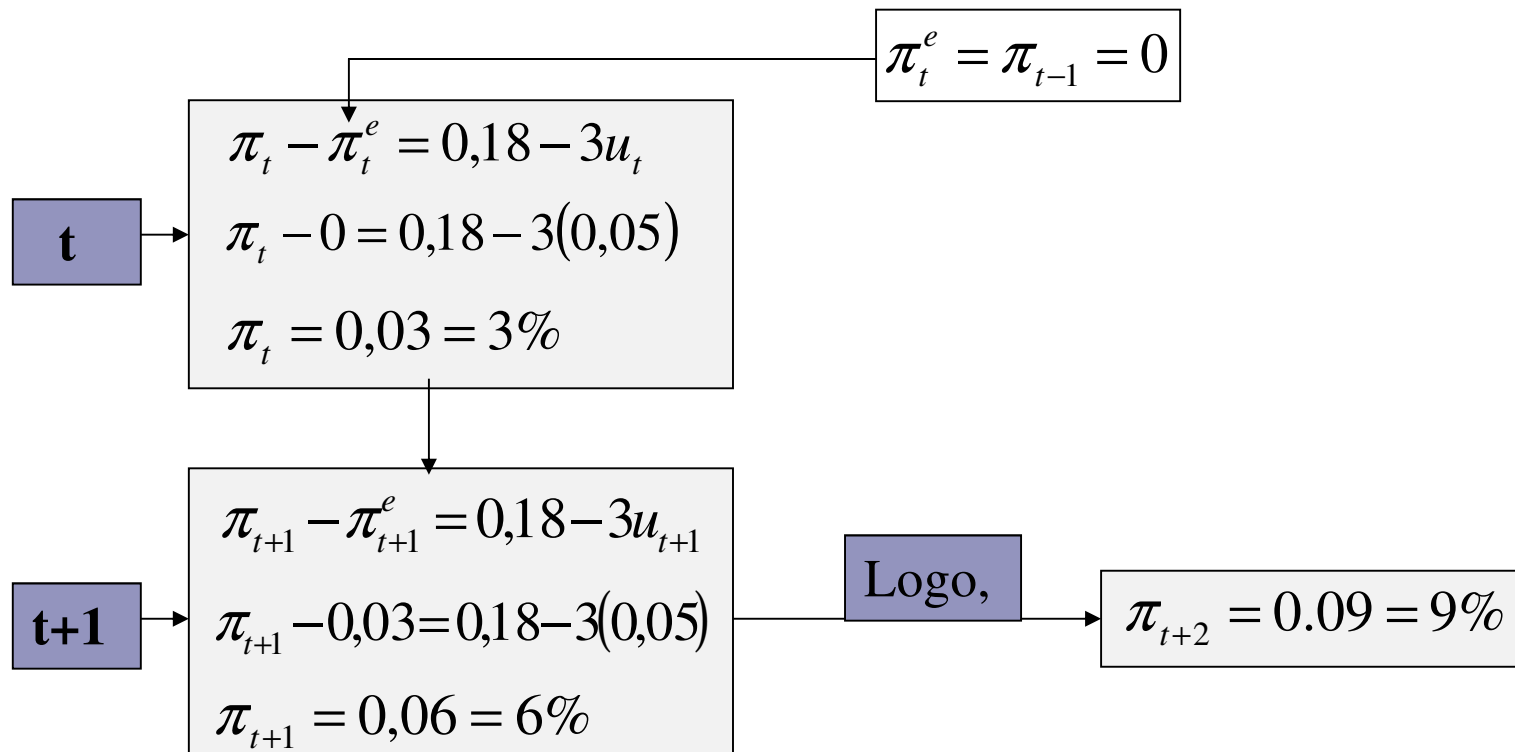 π_t^e = π_{t−1} = 0
π_t − π_t^e = 0,18 − 3u_t
t
π_t − 0 = 0,18 − 3(0,05)
π_t = 0,03 = 3%
π_{t+1} − π_{t+1}^e = 0,18 − 3u_{t+1}
t+1
π_{t+1} − 0,03 = 0,18 − 3(0,05)
π_{t+1} = 0,06 = 6%
Logo,
π_{t+2} = 0.09 = 9%